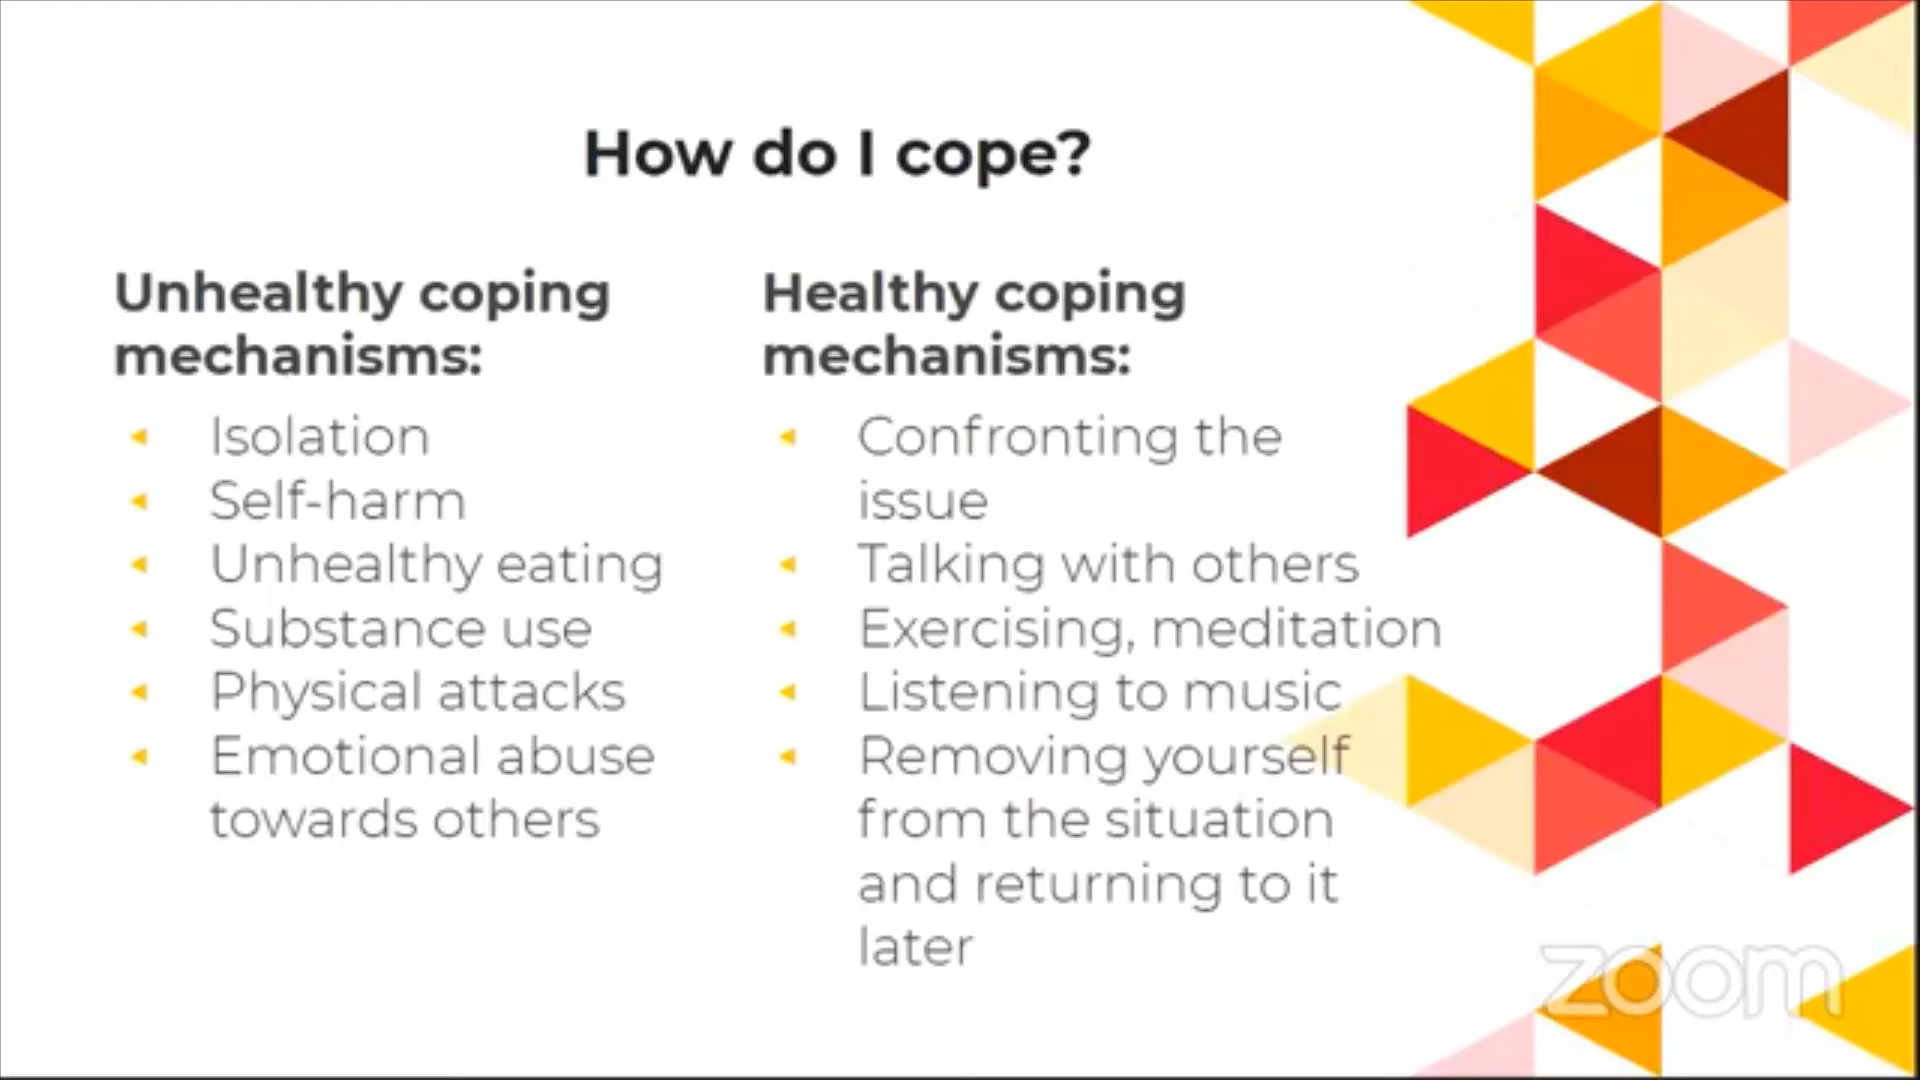 How do I cope?
Unhealthy coping
mechanisms:
Isolation
Self-harm
Unhealthy eating
Substance use
Physical attacks
Emotional abuse
towards others
Healthy coping
mechanisms:
Confronting the
issue
Talking with others
Exercising, meditation
Listening to music
Removing yourself
from the situation
and returning to it
later
zoom